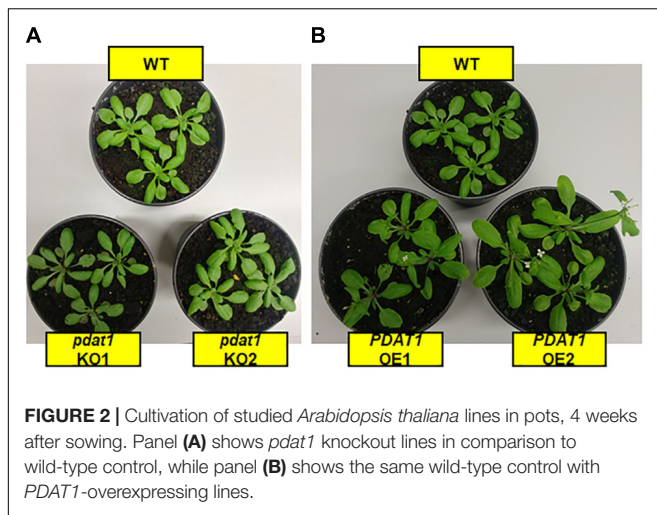 A
B
WT
WT
pdat1
KO1
pdat1
KO2
PDAT1
OE1
PDAT1
OE2
FIGURE 2 | Cultivation of studied Arabidopsis thaliana lines in pots, 4 weeks
after sowing. Panel (A) shows pdat1 knockout lines in comparison to
wild-type control, while panel (B) shows the same wild-type control with
PDAT1-overexpressing lines.